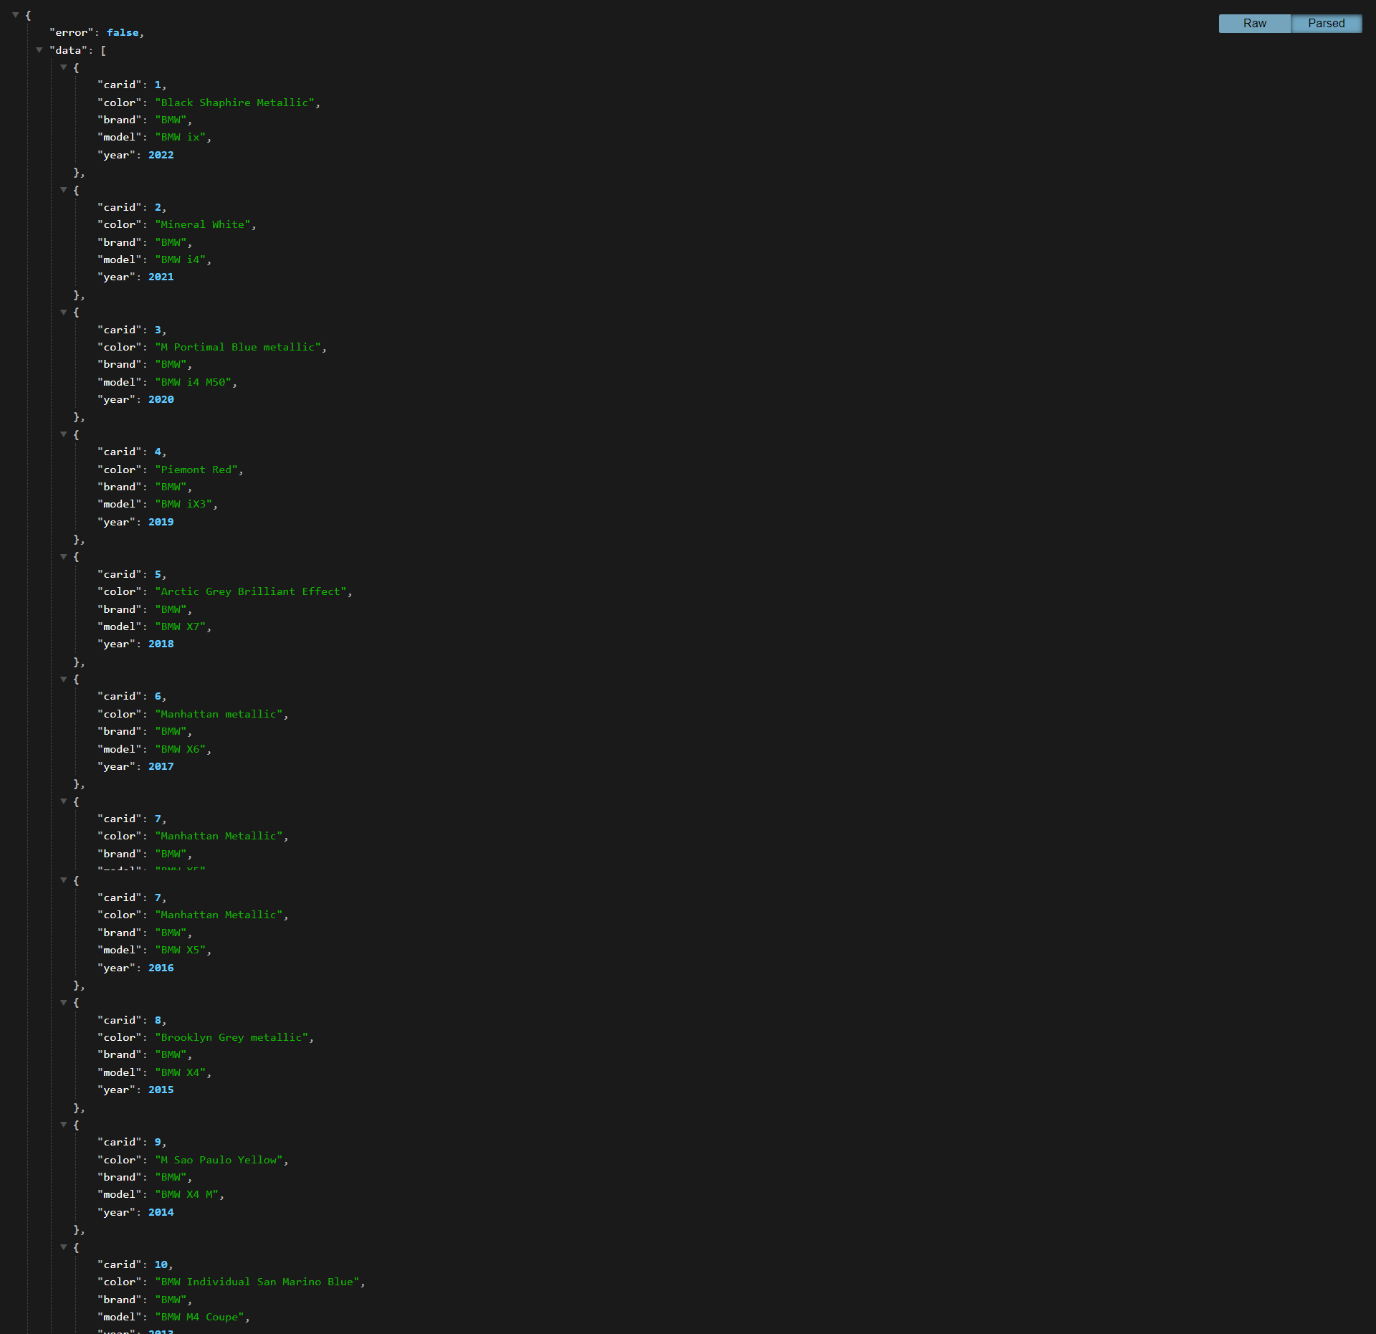 {
"error": false,
Raw
Parsed
"data": [
{
"carid": 1,
"color": "Black Shaphire Metallic",
"brand": "BMW",
"model": "BMW ix",
"year": 2022
},
{
"carid": 2,
"color": "Mineral White",
"brand": "BMW",
"model": "BMW i4",
"year": 2021
},
{
"carid": 3,
"color": "M Portimal Blue metallic",
"brand": "BMW",
"model": "BMW i4 M50",
"year": 2020
},
{
"carid": 4,
"color": "Piemont Red",
"brand": "BMW",
"model": "BMW iX3",
"year": 2019
},
{
"carid": 5,
"color": "Arctic Grey Brilliant Effect",
"brand": "BMW",
"model": "BMW X7",
"year": 2018
},
{
"carid": 6,
"color": "Manhattan metallic",
"brand": "BMW",
"model": "BMW X6",
"year": 2017
},
{
"carid": 7,
"color": "Manhattan Metallic",
"brand": "BMW",
{
"carid": 7,
"color": "Manhattan Metallic",
"brand": "BMW",
"model": "BMW X5",
"year": 2016
},
{
"carid": 8,
"color": "Brooklyn Grey metallic",
"brand": "BMW",
"model": "BMW X4",
"year": 2015
},
{
"carid": 9,
"color": "M Sao Paulo Yellow",
"brand": "BMW",
"model": "BMW X4 M",
"year": 2014
},
{
"carid": 10,
"color": "BMW Individual San Marino Blue",
"brand": "BMW",
"model": "BMW M4 Coupe",
"year": 2013